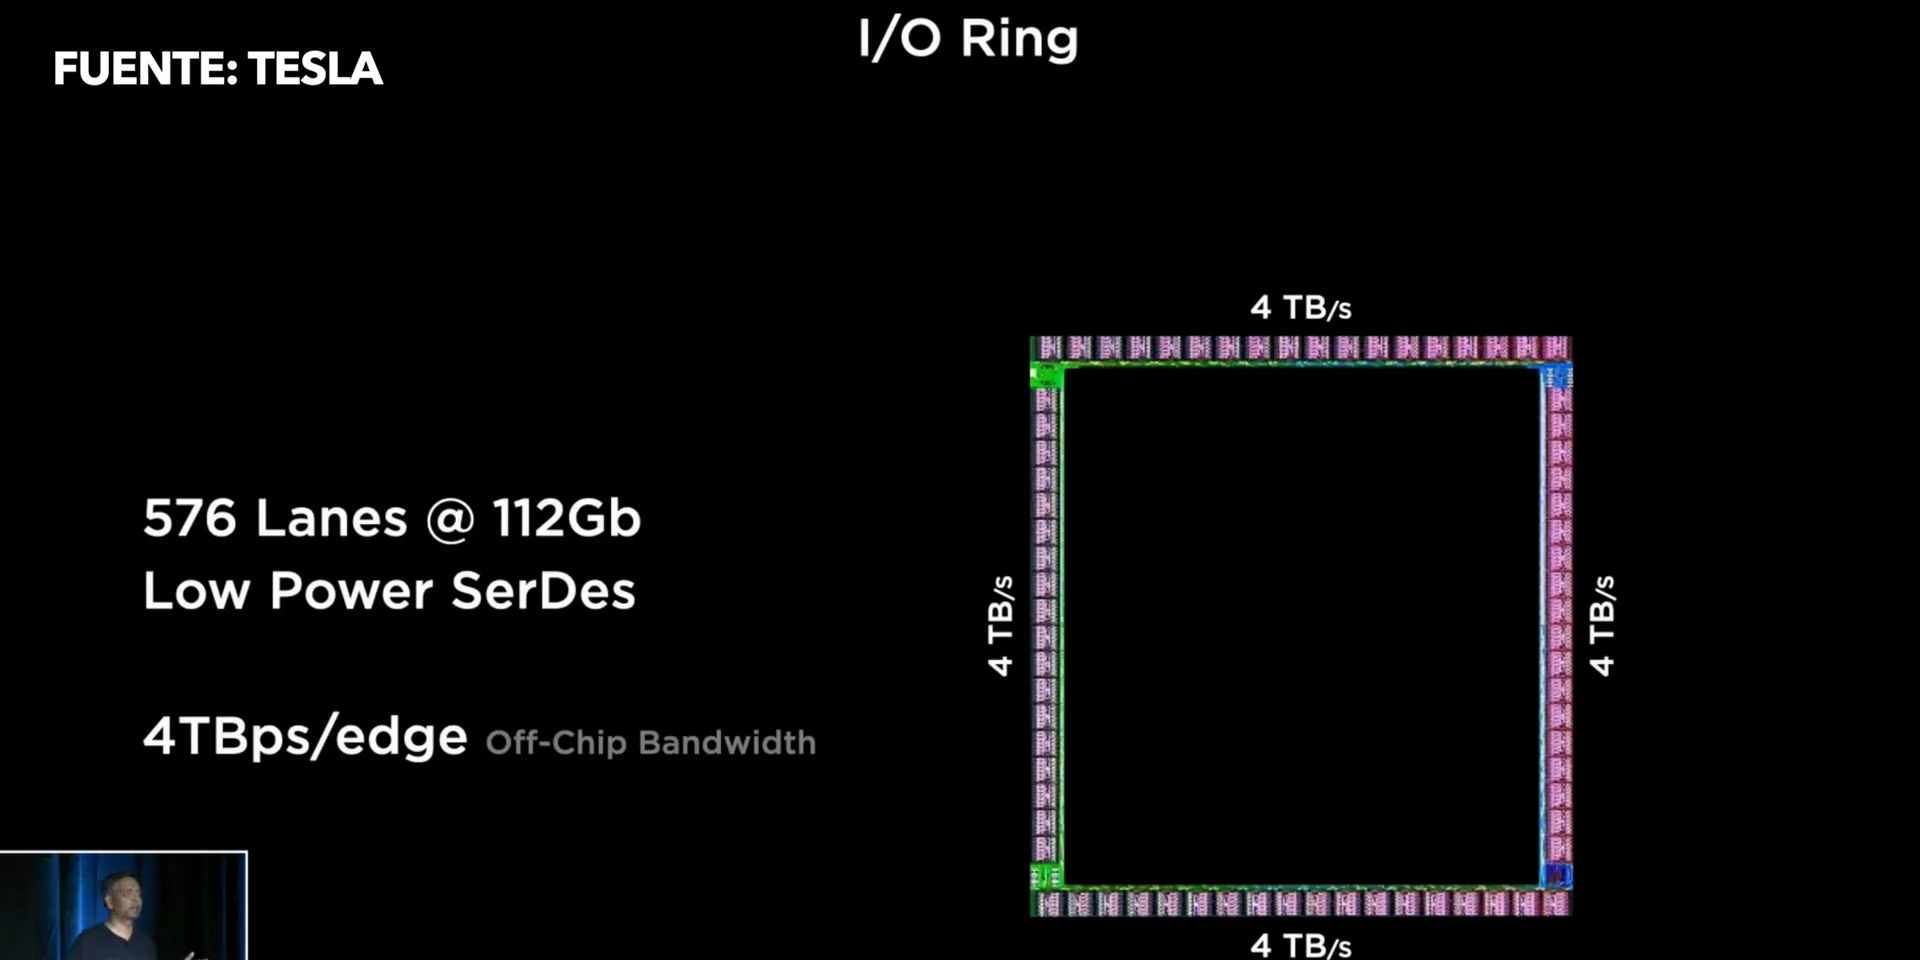 I/O Ring
FUENTE: TESLA
4 TB/s
576 Lanes @ 112Gb
Low Power SerDes
4 TB/s
4 TB/s
4TBps/edge Off-Chip Bandwidth
4 TB/s